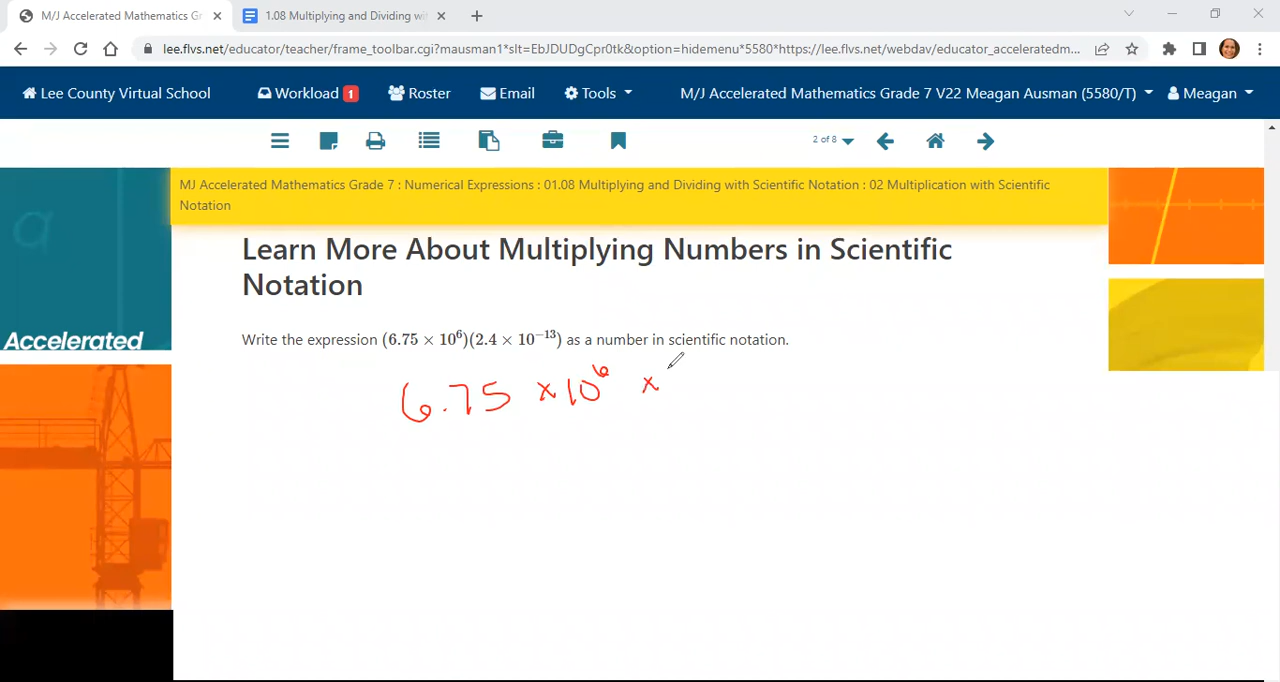 M/J Accelerated Mathematics Gr
1.08 Multiplying and Dividing wit
lee.flvs.net/educator/teacher/frame_toolbar.cgi?mausman1*slt=EbJDUDgCpr0tk&option=hidemenu*5580*https://lee.flvs.net/webdav/educator_acceleratedm...
Lee County Virtual School Workload 1 Roster Email Tools M/J Accelerated Mathematics Grade 7 V22 Meagan Ausman (5580/T) Meagan
2 of 8
MJ Accelerated Mathematics Grade 7 : Numerical Expressions : 01.08 Multiplying and Dividing with Scientific Notation : 02 Multiplication with Scientific
Notation
a
Learn More About Multiplying Numbers in Scientific
Notation
Accelerated
Write the expression (6.75 × 10⁶)(2.4 × 10⁻¹³) as a number in scientific notation.
6.75 ×10⁶ ×